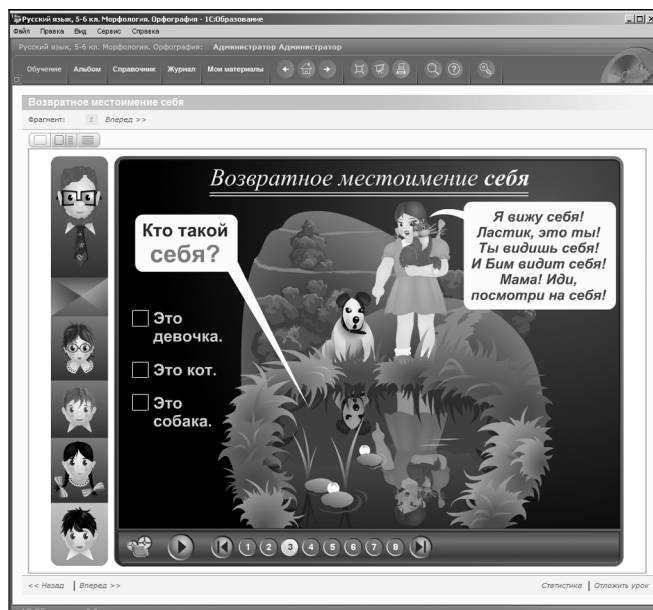 Русский язык, 5-6 кл. Морфология. Орфография - 1С:Образование
Файл Правка Вид Сервис Справка
Русский язык, 5-6 кл. Морфология. Орфография: Администратор Администратор
Обучение Альбом Справочник Журнал Мои материалы
Возвратное местоимение себя
Фрагмент: 1 Вперед >>
Возвратное местоимение себя
Кто такой
себя?
Я вижу себя!
Ластик, это ты!
Ты видишь себя!
И Бим видит себя!
Мама! Иди,
посмотри на себя!
Это
девочка.
Это кот.
Это
собака.
1 2 3 4 5 6 7 8
<< Назад | Вперед >> Статистика | Отложить урок